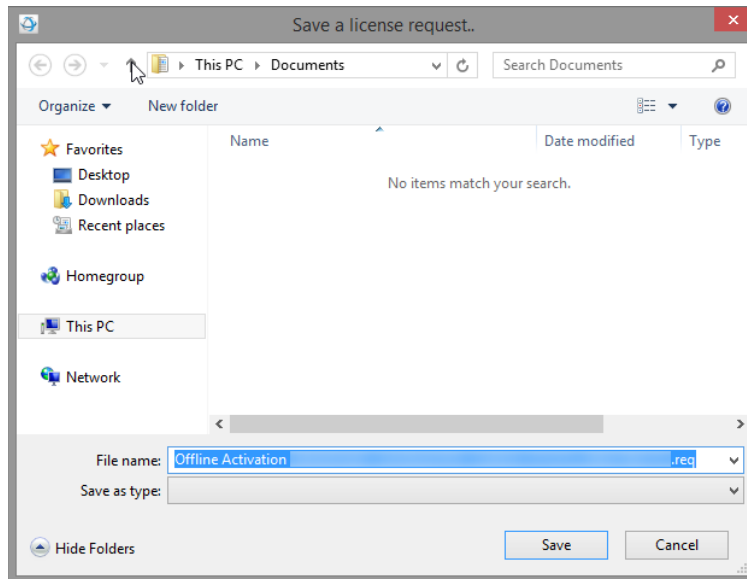 Save a license request..
This PC Documents Search Documents
Organize New folder
Name Date modified Type
No items match your search.
Favorites
Desktop
Downloads
Recent places
Homegroup
This PC
Network
File name: Offline Activation .req
Save as type:
Hide Folders Save Cancel